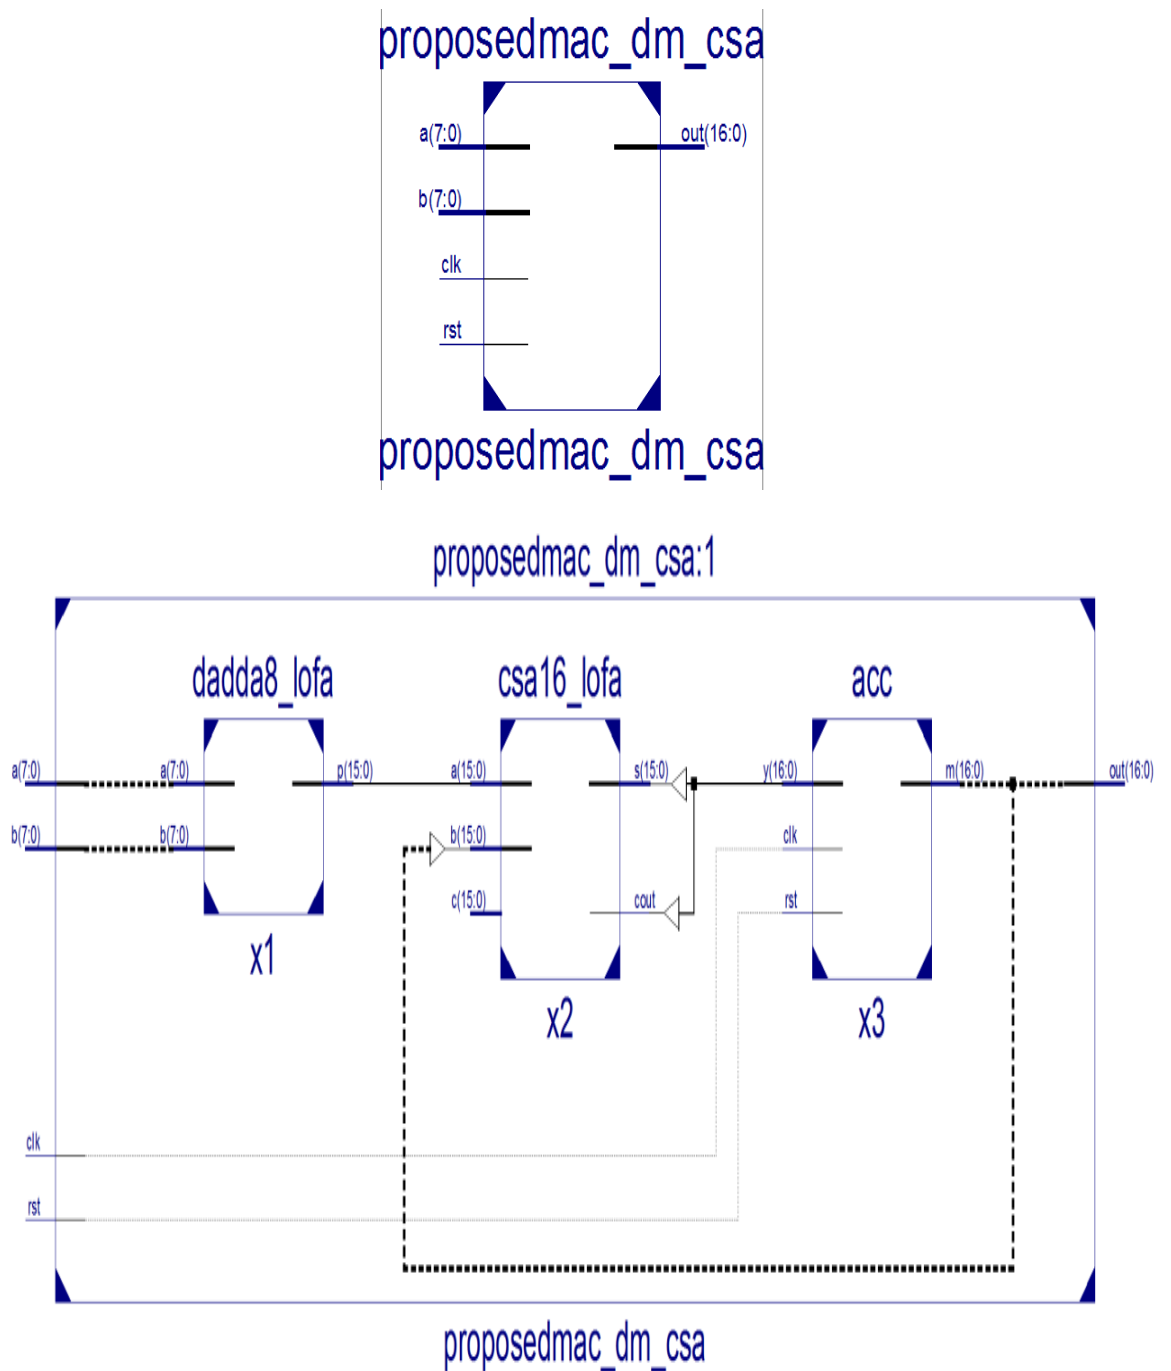 proposedmac_dm_csa
a(7:0)
out(16:0)
b(7:0)
clk
rst
proposedmac_dm_csa
proposedmac_dm_csa:1
dadda8_lofa
csa16_lofa
acc
a(7:0) a(7:0) p(15:0) a(15:0) s(15:0) y(16:0) m(16:0) out(16:0)
b(7:0) b(7:0) b(15:0) clk
c(15:0) cout rst
x1
x2
x3
clk
rst
proposedmac_dm_csa